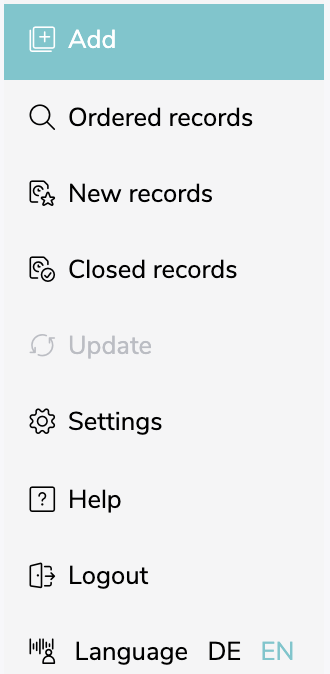 Add
Ordered records
New records
Closed records
Update
Settings
? Help
Logout
Language DE EN